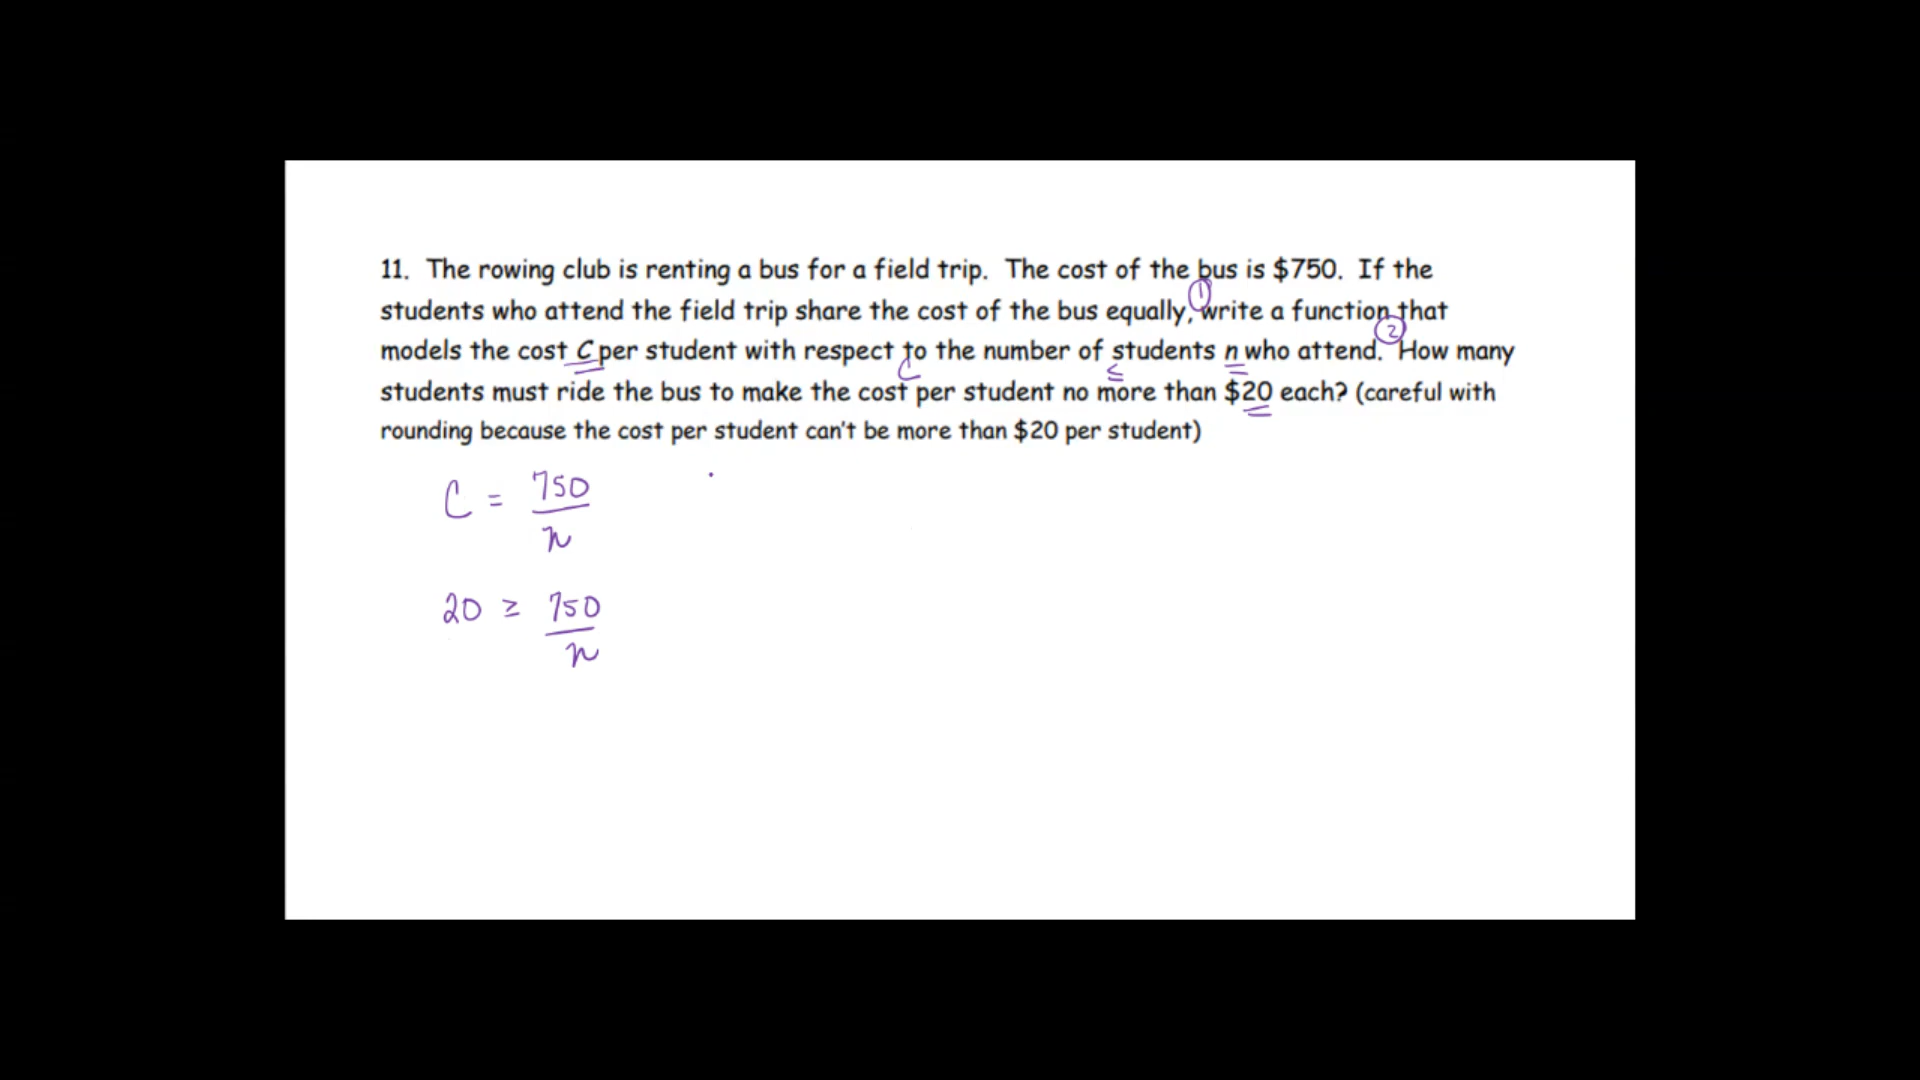 11. The rowing club is renting a bus for a field trip. The cost of the bus is $750. If the
①
students who attend the field trip share the cost of the bus equally, write a function that
②
models the cost C per student with respect to the number of students n who attend. How many
C ≤
students must ride the bus to make the cost per student no more than $20 each? (careful with
rounding because the cost per student can't be more than $20 per student)
C = 750/n
20 ≥ 750/n